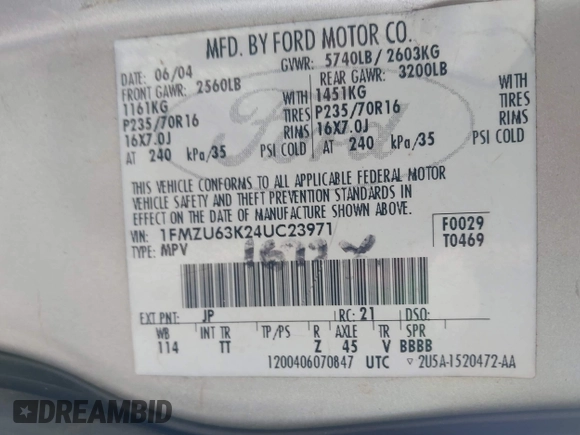 MFD. BY FORD MOTOR CO.
DATE: 06/04 GVWR: 5740LB/2603KG
FRONT GAWR: 2560LB REAR GAWR: 3200LB
1161KG WITH 1451KG WITH
P235/70R16 TIRES P235/70R16 TIRES
16X7.0J RIMS 16X7.0J RIMS
AT 240 kPa/35 PSI COLD AT 240 kPa/35 PSI COLD
Ford
THIS VEHICLE CONFORMS TO ALL APPLICABLE FEDERAL MOTOR
VEHICLE SAFETY AND THEFT PREVENTION STANDARDS IN
EFFECT ON THE DATE OF MANUFACTURE SHOWN ABOVE.
VIN: 1FMZU63K24UC23971 F0029
TYPE: MPV T0469
EXT PNT: JP RC: 21 DSO:
WB INT TR TP/PS R AXLE TR SPR
114 TT Z 45 V BBBB
1200406070847 UTC 2U5A-1520472-AA
DREAMBID